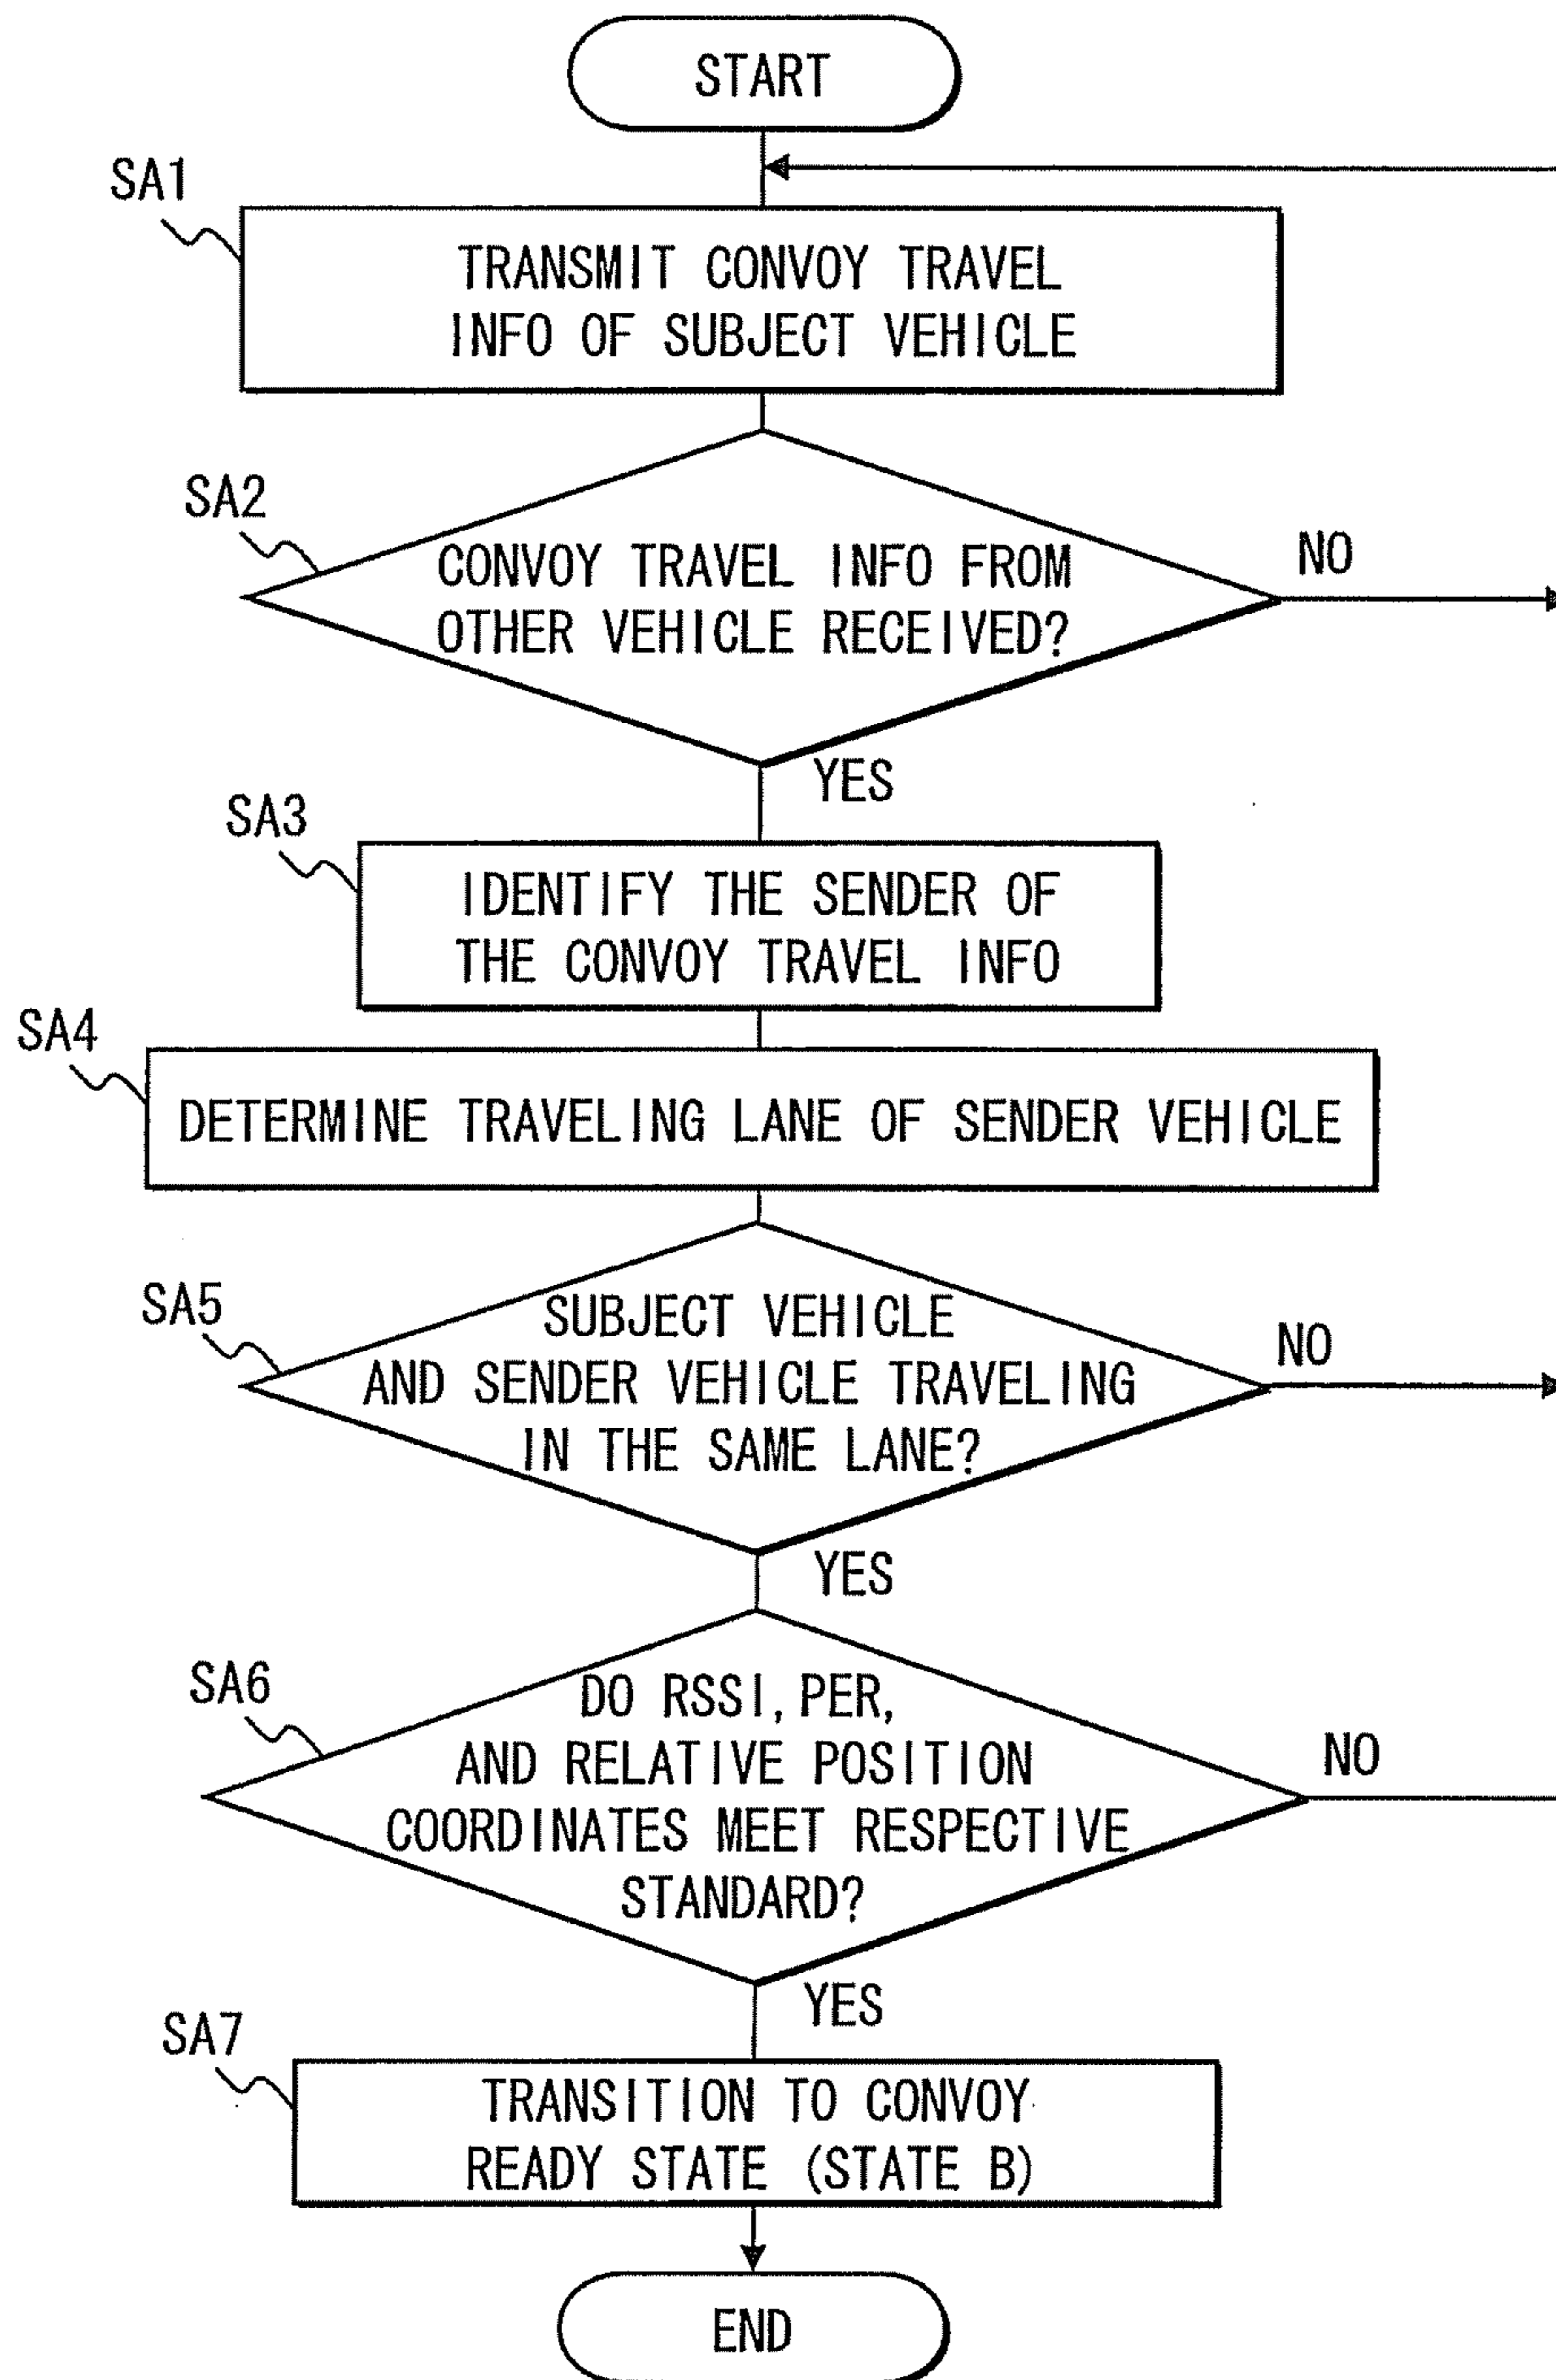 START
SA1
TRANSMIT CONVOY TRAVEL
INFO OF SUBJECT VEHICLE
SA2
CONVOY TRAVEL INFO FROM
OTHER VEHICLE RECEIVED?
NO
YES
SA3
IDENTIFY THE SENDER OF
THE CONVOY TRAVEL INFO
SA4
DETERMINE TRAVELING LANE OF SENDER VEHICLE
SA5
SUBJECT VEHICLE
AND SENDER VEHICLE TRAVELING
IN THE SAME LANE?
NO
YES
SA6
DO RSSI, PER,
AND RELATIVE POSITION
COORDINATES MEET RESPECTIVE
STANDARD?
NO
YES
SA7
TRANSITION TO CONVOY
READY STATE (STATE B)
END